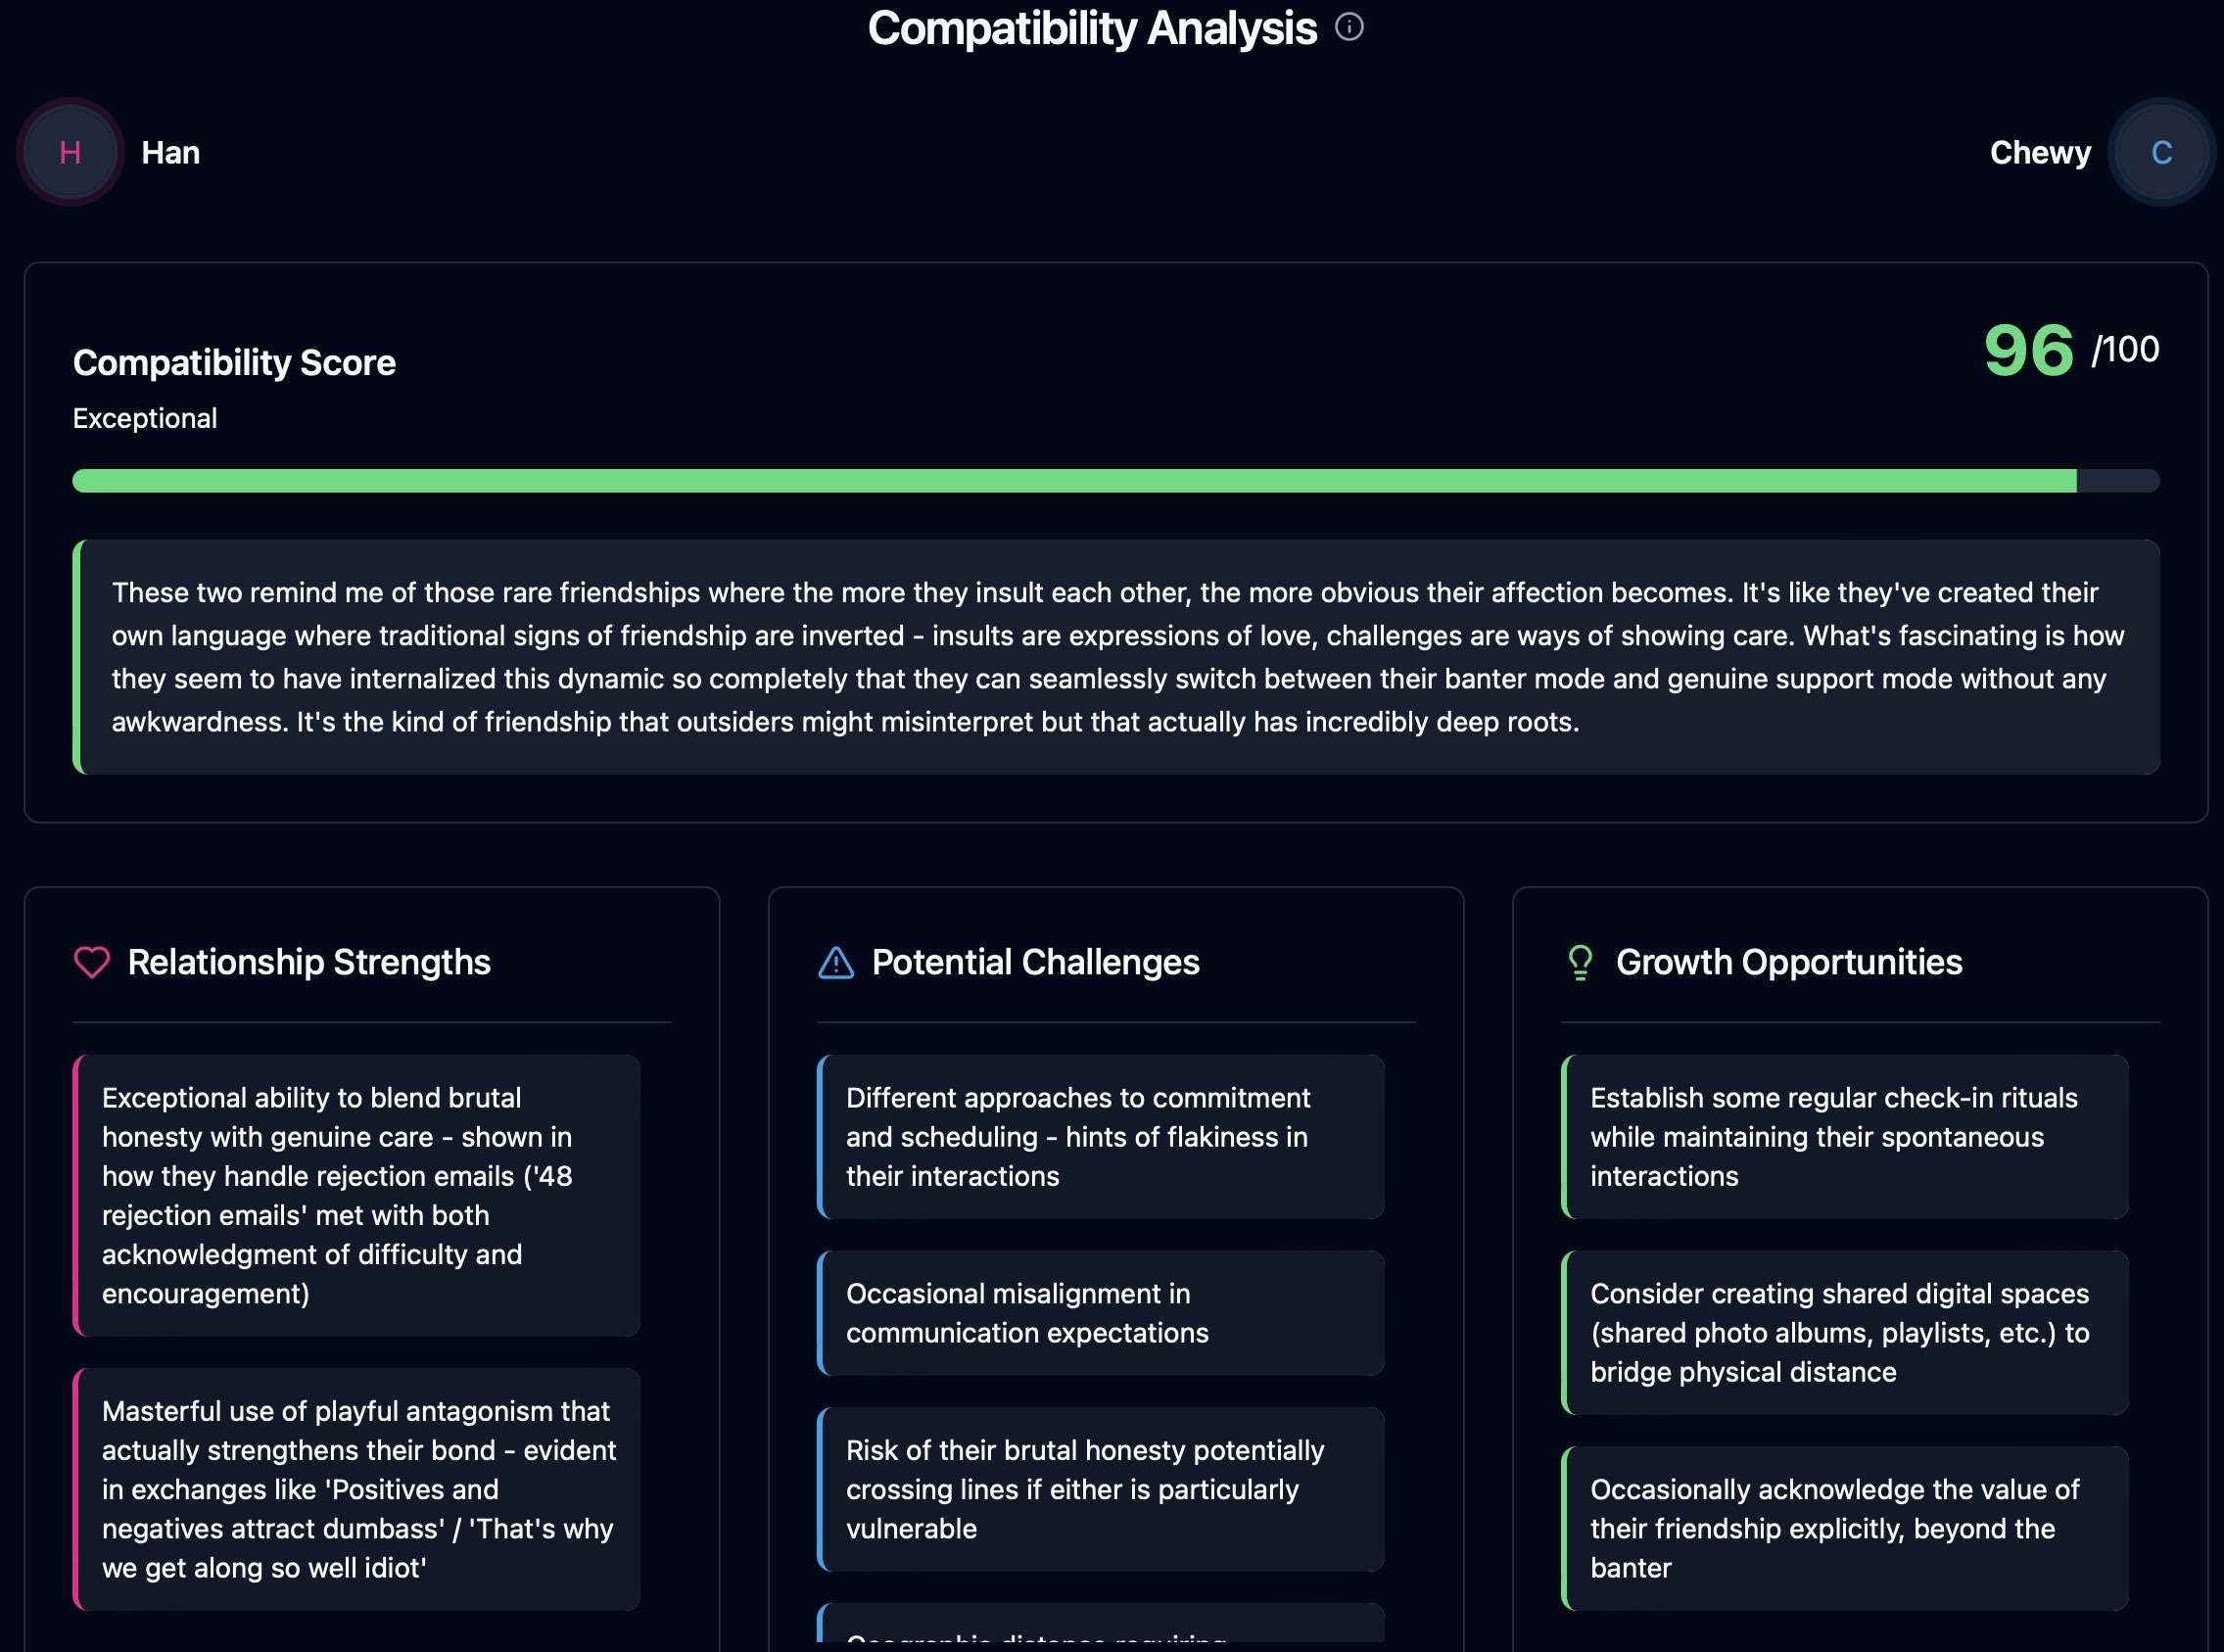 Compatibility Analysis
H
Han
Chewy
C
Compatibility Score
Exceptional
96 /100
These two remind me of those rare friendships where the more they insult each other, the more obvious their affection becomes. It's like they've created their
own language where traditional signs of friendship are inverted - insults are expressions of love, challenges are ways of showing care. What's fascinating is how
they seem to have internalized this dynamic so completely that they can seamlessly switch between their banter mode and genuine support mode without any
awkwardness. It's the kind of friendship that outsiders might misinterpret but that actually has incredibly deep roots.
Relationship Strengths
Exceptional ability to blend brutal
honesty with genuine care - shown in
how they handle rejection emails ('48
rejection emails' met with both
acknowledgment of difficulty and
encouragement)
Masterful use of playful antagonism that
actually strengthens their bond - evident
in exchanges like 'Positives and
negatives attract dumbass' / 'That's why
we get along so well idiot'
Potential Challenges
Different approaches to commitment
and scheduling - hints of flakiness in
their interactions
Occasional misalignment in
communication expectations
Risk of their brutal honesty potentially
crossing lines if either is particularly
vulnerable
Geographic distance requiring
Growth Opportunities
Establish some regular check-in rituals
while maintaining their spontaneous
interactions
Consider creating shared digital spaces
(shared photo albums, playlists, etc.) to
bridge physical distance
Occasionally acknowledge the value of
their friendship explicitly, beyond the
banter